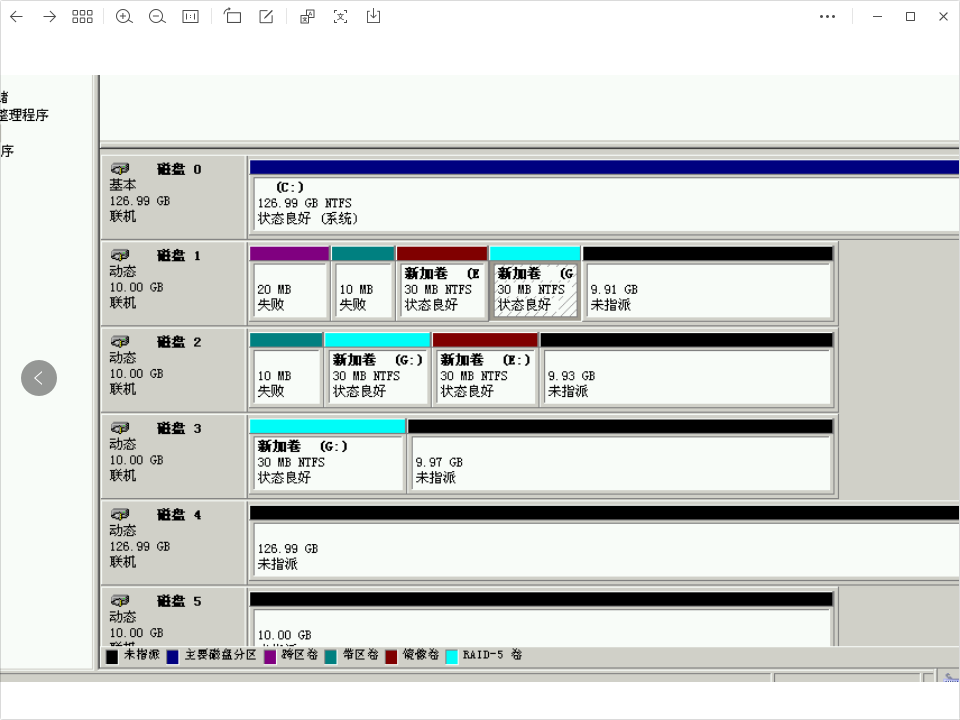 整理程序
序
磁盘 0
基本
126.99 GB
联机
(C:)
126.99 GB NTFS
状态良好 (系统)
磁盘 1
动态
10.00 GB
联机
20 MB
失败
10 MB
失败
新加卷 (E
30 MB NTFS
状态良好
新加卷 (G
30 MB NTFS
状态良好
9.91 GB
未指派
磁盘 2
动态
10.00 GB
联机
10 MB
失败
新加卷 (G:)
30 MB NTFS
状态良好
新加卷 (E:)
30 MB NTFS
状态良好
9.93 GB
未指派
磁盘 3
动态
10.00 GB
联机
新加卷 (G:)
30 MB NTFS
状态良好
9.97 GB
未指派
磁盘 4
动态
126.99 GB
联机
126.99 GB
未指派
磁盘 5
动态
10.00 GB
10.00 GB
未指派 主要磁盘分区 跨区卷 带区卷 镜像卷 RAID-5 卷